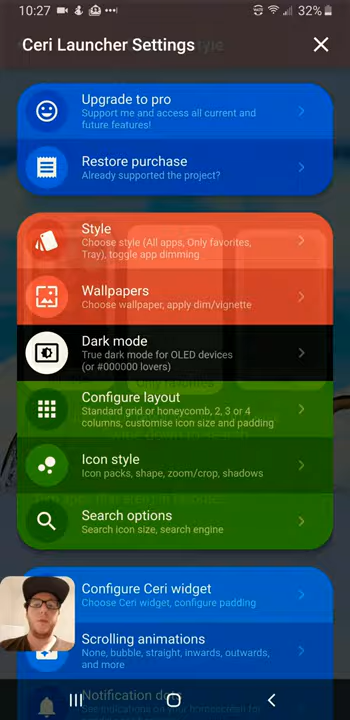 10:27
32%
Ceri Launcher Settings
Upgrade to pro
Support me and access all current and
future features!
Restore purchase
Already supported the project?
Style
Choose style (All apps, Only favorites,
Tray), toggle app dimming
Wallpapers
Choose wallpaper, apply dim/vignette
Dark mode
True dark mode for OLED devices
(or #000000 lovers)
Only favorites
Configure layout
Standard grid or honeycomb, 2, 3 or 4
columns, customise icon size and padding
Icon style
Icon packs, shape, zoom/crop, shadows
Search options
Search icon size, search engine
Configure Ceri widget
Choose Ceri widget, configure padding
Scrolling animations
None, bubble, straight, inwards, outwards,
and more
Notification dots